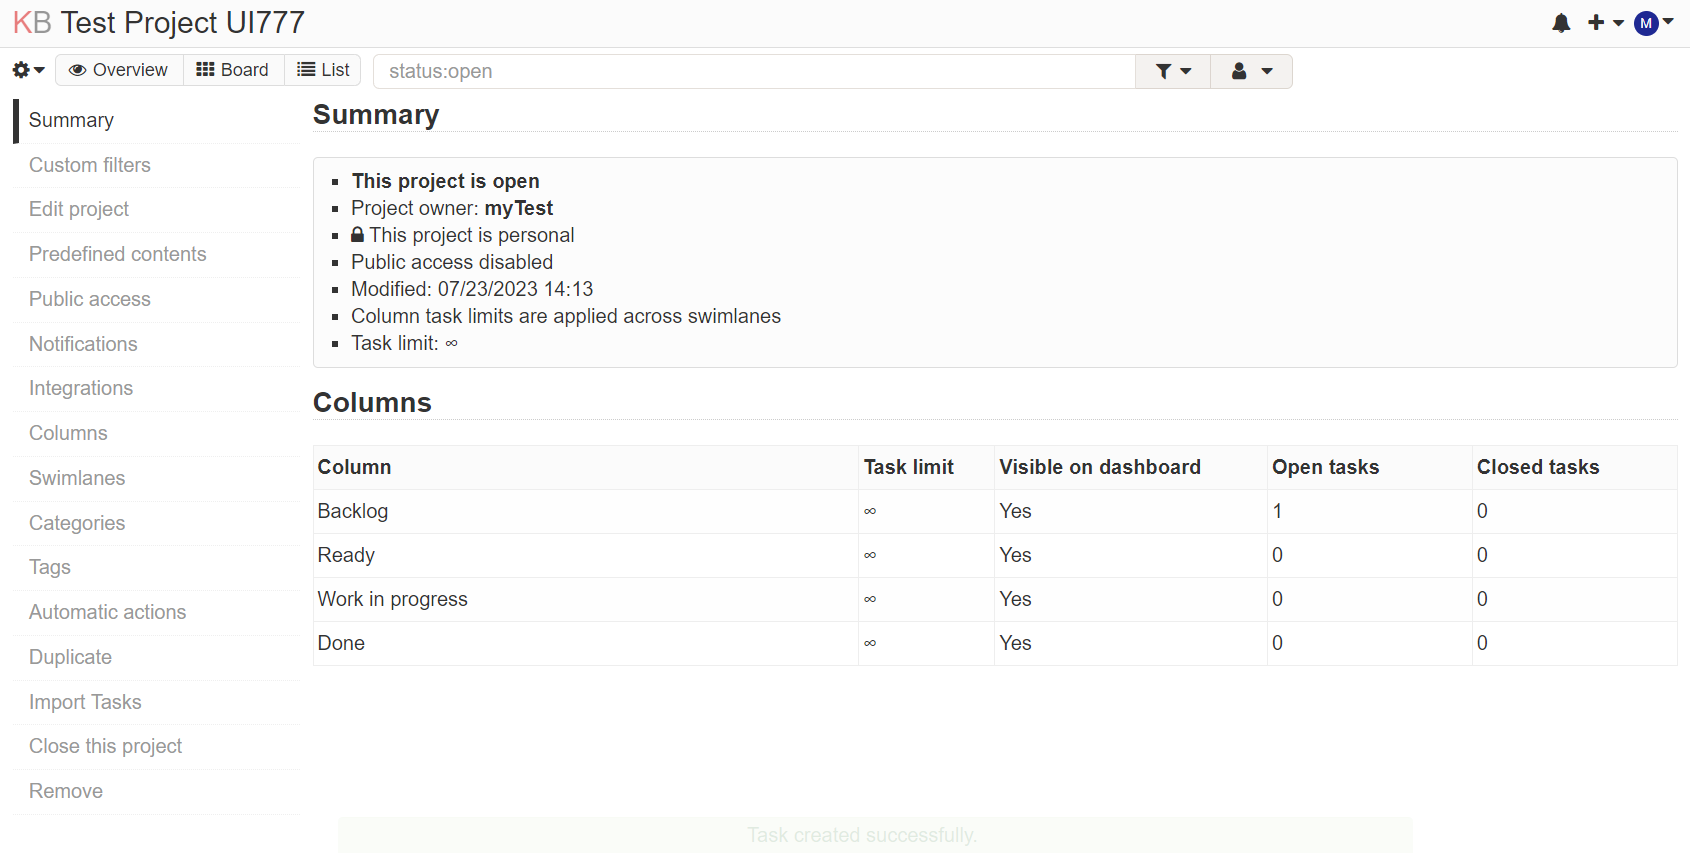 KB Test Project UI777
M
Overview Board List status:open
Summary
Custom filters
Edit project
Predefined contents
Public access
Notifications
Integrations
Columns
Swimlanes
Categories
Tags
Automatic actions
Duplicate
Import Tasks
Close this project
Remove
Summary
This project is open
Project owner: myTest
This project is personal
Public access disabled
Modified: 07/23/2023 14:13
Column task limits are applied across swimlanes
Task limit: ∞
Columns
Column Task limit Visible on dashboard Open tasks Closed tasks
Backlog ∞ Yes 1 0
Ready ∞ Yes 0 0
Work in progress ∞ Yes 0 0
Done ∞ Yes 0 0
Task created successfully.